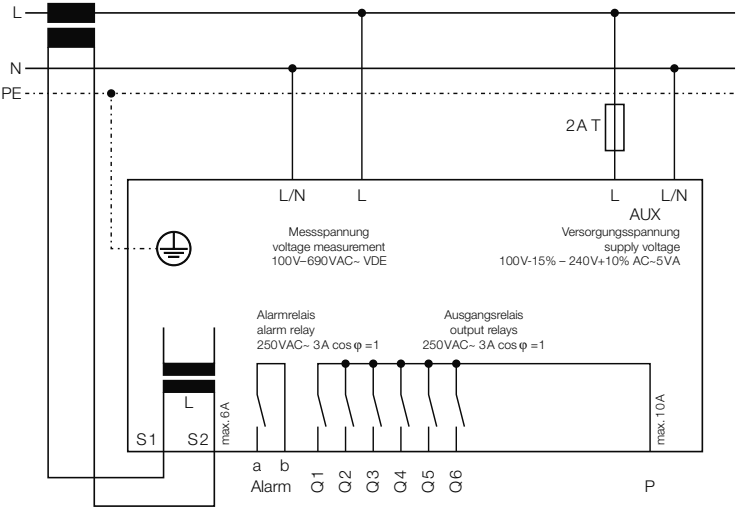 L
N
PE
2A T
L/N
L
L
L/N
AUX
Messspannung
voltage measurement
100V–690VAC~ VDE
Versorgungsspannung
supply voltage
100V-15% – 240V+10% AC~5VA
Alarmrelais
alarm relay
250VAC~ 3A cos φ =1
Ausgangsrelais
output relays
250VAC~ 3A cos φ =1
L
S1
S2
max. 6A
max. 10A
a
b
Alarm
Q1
Q2
Q3
Q4
Q5
Q6
P